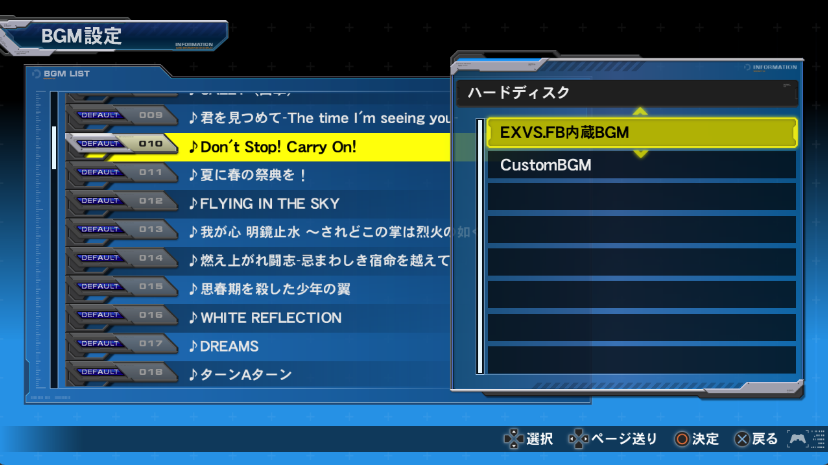 BGM設定
INFORMATION
BGM LIST
DEFAULT 009 ♪君を見つめて-The time I´m seeing you
DEFAULT 010 ♪Don´t Stop! Carry On!
DEFAULT 011 ♪夏に春の祭典を！
DEFAULT 012 ♪FLYING IN THE SKY
DEFAULT 013 ♪我が心 明鏡止水 ～されどこの掌は烈火の如く
DEFAULT 014 ♪燃え上がれ闘志-忌まわしき宿命を越えて
DEFAULT 015 ♪思春期を殺した少年の翼
DEFAULT 016 ♪WHITE REFLECTION
DEFAULT 017 ♪DREAMS
DEFAULT 018 ♪ターンAターン
INFORMATION
ハードディスク
EXVS.FB内蔵BGM
CustomBGM
選択 ページ送り 決定 戻る